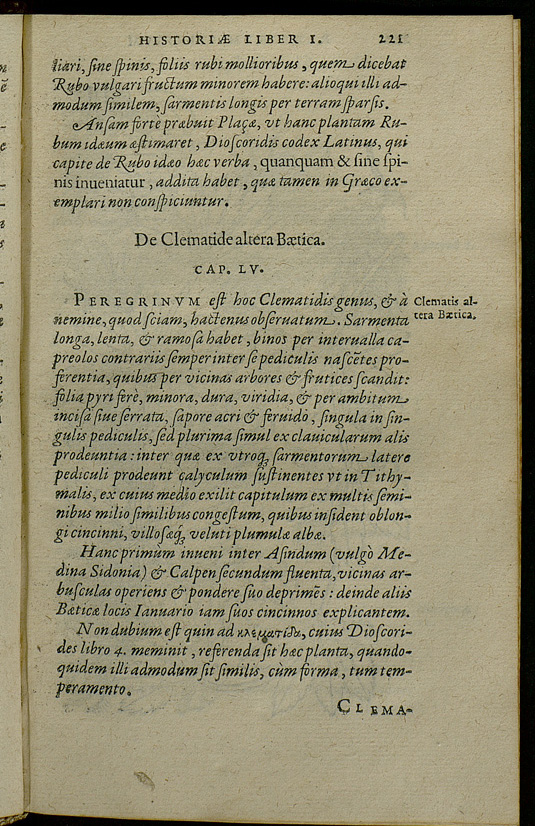 HISTORIÆ LIBER I. 221
liari, sine spinis, foliis rubi mollioribus, quem dicebat
Rubo vulgari fructum minorem habere: alioqui illi ad-
modum similem, sarmentis longis per terram sparsis.
Ansam fortè præbuit Plaçæ, vt hanc plantam Ru-
bum idæum æstimaret, Dioscoridis codex Latinus, qui
capite de Rubo idæo hæc verba, quanquam & sine spi-
nis inueniatur, addita habet, quæ tamen in Græco ex-
emplari non conspiciuntur.
De Clematide altera Bætica.
CAP. LV.
PEREGRINVM est hoc Clematidis genus, & à
Clematis al-
tera Bætica.
nemine, quod sciam, hactenus obseruatum. Sarmenta
longa, lenta, & ramosa habet, binos per interualla ca-
preolos contrariis semper inter se pediculis nascẽtes pro-
ferentia, quibus per vicinas arbores & frutices scandit:
folia pyri ferè, minora, dura, viridia, & per ambitum
incisa siue serrata, sapore acri & feruido, singula in sin-
gulis pediculis, sed plurima simul ex clauicularum alis
prodeuntia: inter quæ ex vtroq; sarmentorum latere
pediculi prodeunt calyculum sustinentes vt in Tithy-
malis, ex cuius medio exilit capitulum ex multis semi-
nibus milio similibus congestum, quibus insident oblon-
gi cincinni, villosæq; veluti plumulæ albæ.
Hanc primùm inueni inter Asindum (vulgò Me-
dina Sidonia) & Calpen secundum fluenta, vicinas ar-
busculas operiens & pondere suo deprimẽs: deinde aliis
Bæticæ locis Ianuario iam suos cincinnos explicantem.
Non dubium est quin ad κλεματίδα, cuius Dioscori-
des libro 4. meminit, referenda sit hæc planta, quando-
quidem illi admodum sit similis, cùm forma, tum tem-
peramento.
CLEMA-